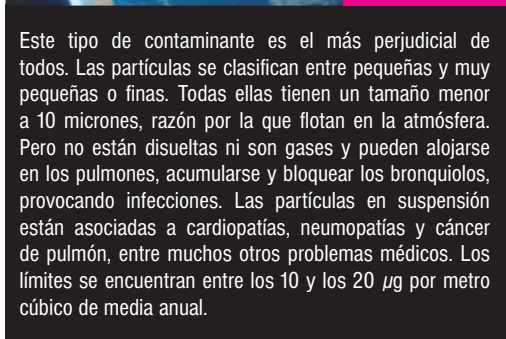 Este tipo de contaminante es el más perjudicial de
todos. Las partículas se clasifican entre pequeñas y muy
pequeñas o finas. Todas ellas tienen un tamaño menor
a 10 micrones, razón por la que flotan en la atmósfera.
Pero no están disueltas ni son gases y pueden alojarse
en los pulmones, acumularse y bloquear los bronquiolos,
provocando infecciones. Las partículas en suspensión
están asociadas a cardiopatías, neumopatías y cáncer
de pulmón, entre muchos otros problemas médicos. Los
límites se encuentran entre los 10 y los 20 µg por metro
cúbico de media anual.